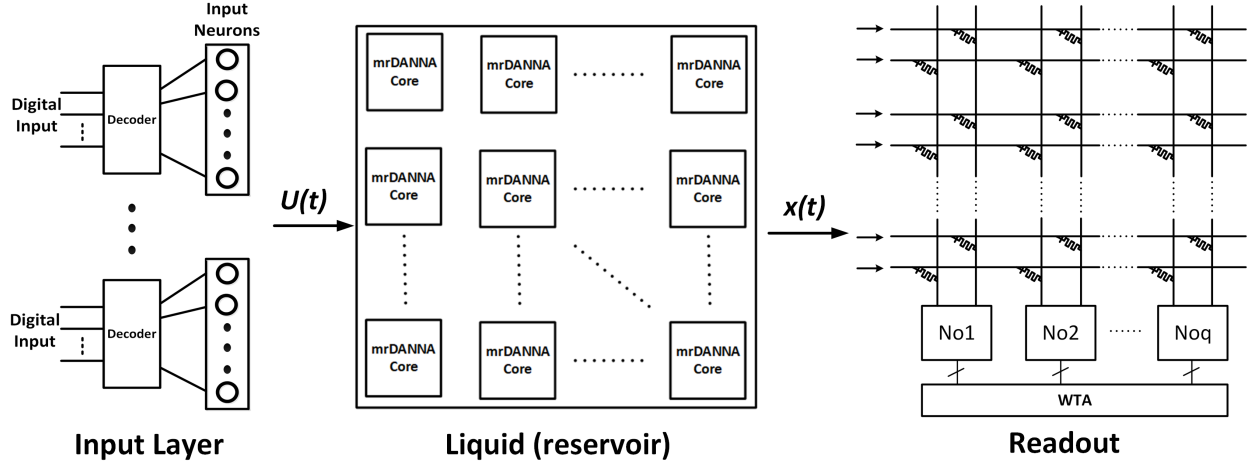 Input
Neurons
Digital
Input
Decoder
Digital
Input
Decoder
Input Layer
U(t)
mrDANNA
Core
mrDANNA
Core
mrDANNA
Core
mrDANNA
Core
mrDANNA
Core
mrDANNA
Core
mrDANNA
Core
mrDANNA
Core
mrDANNA
Core
Liquid (reservoir)
x(t)
No1
No2
Noq
WTA
Readout